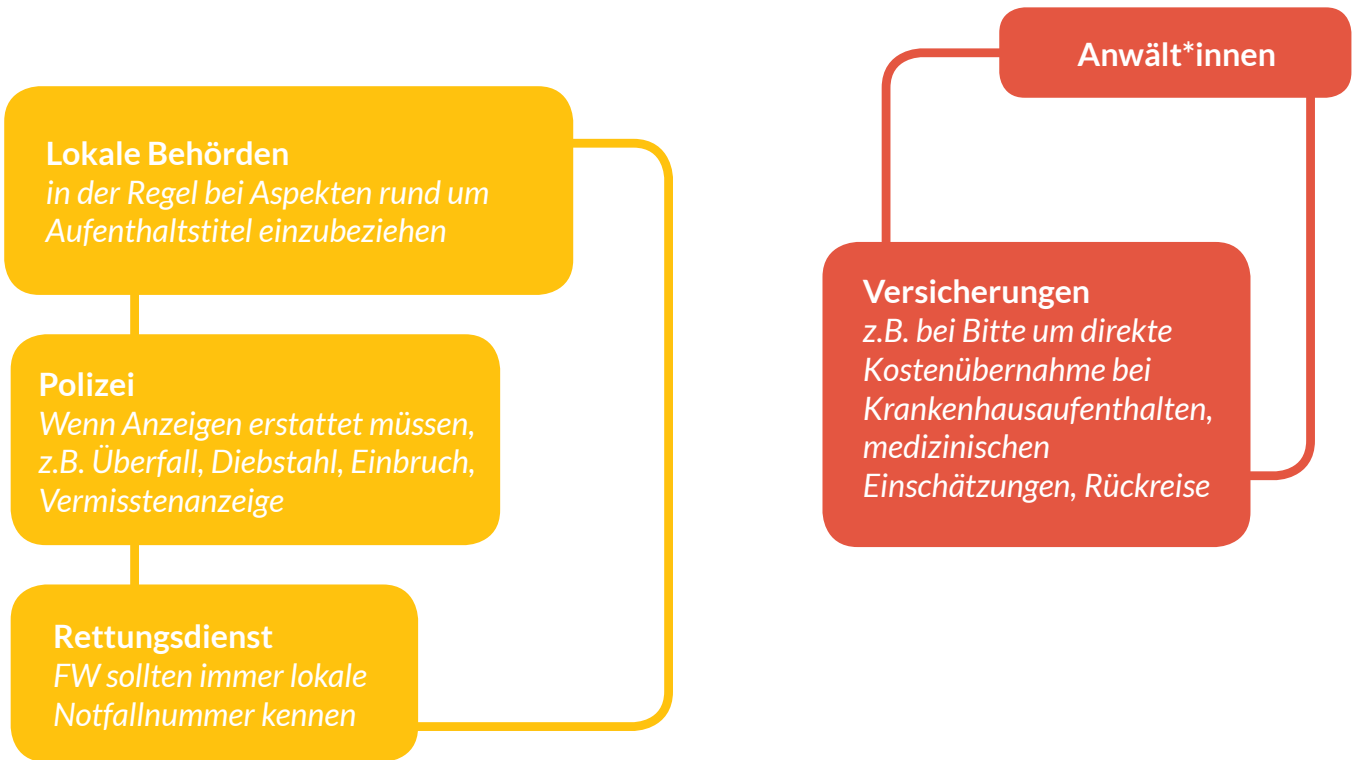 Lokale Behörden
in der Regel bei Aspekten rund um
Aufenthaltstitel einzubeziehen
Polizei
Wenn Anzeigen erstattet müssen,
z.B. Überfall, Diebstahl, Einbruch,
Vermisstenanzeige
Rettungsdienst
FW sollten immer lokale
Notfallnummer kennen
Anwält*innen
Versicherungen
z.B. bei Bitte um direkte
Kostenübernahme bei
Krankenhausaufenthalten,
medizinischen
Einschätzungen, Rückreise